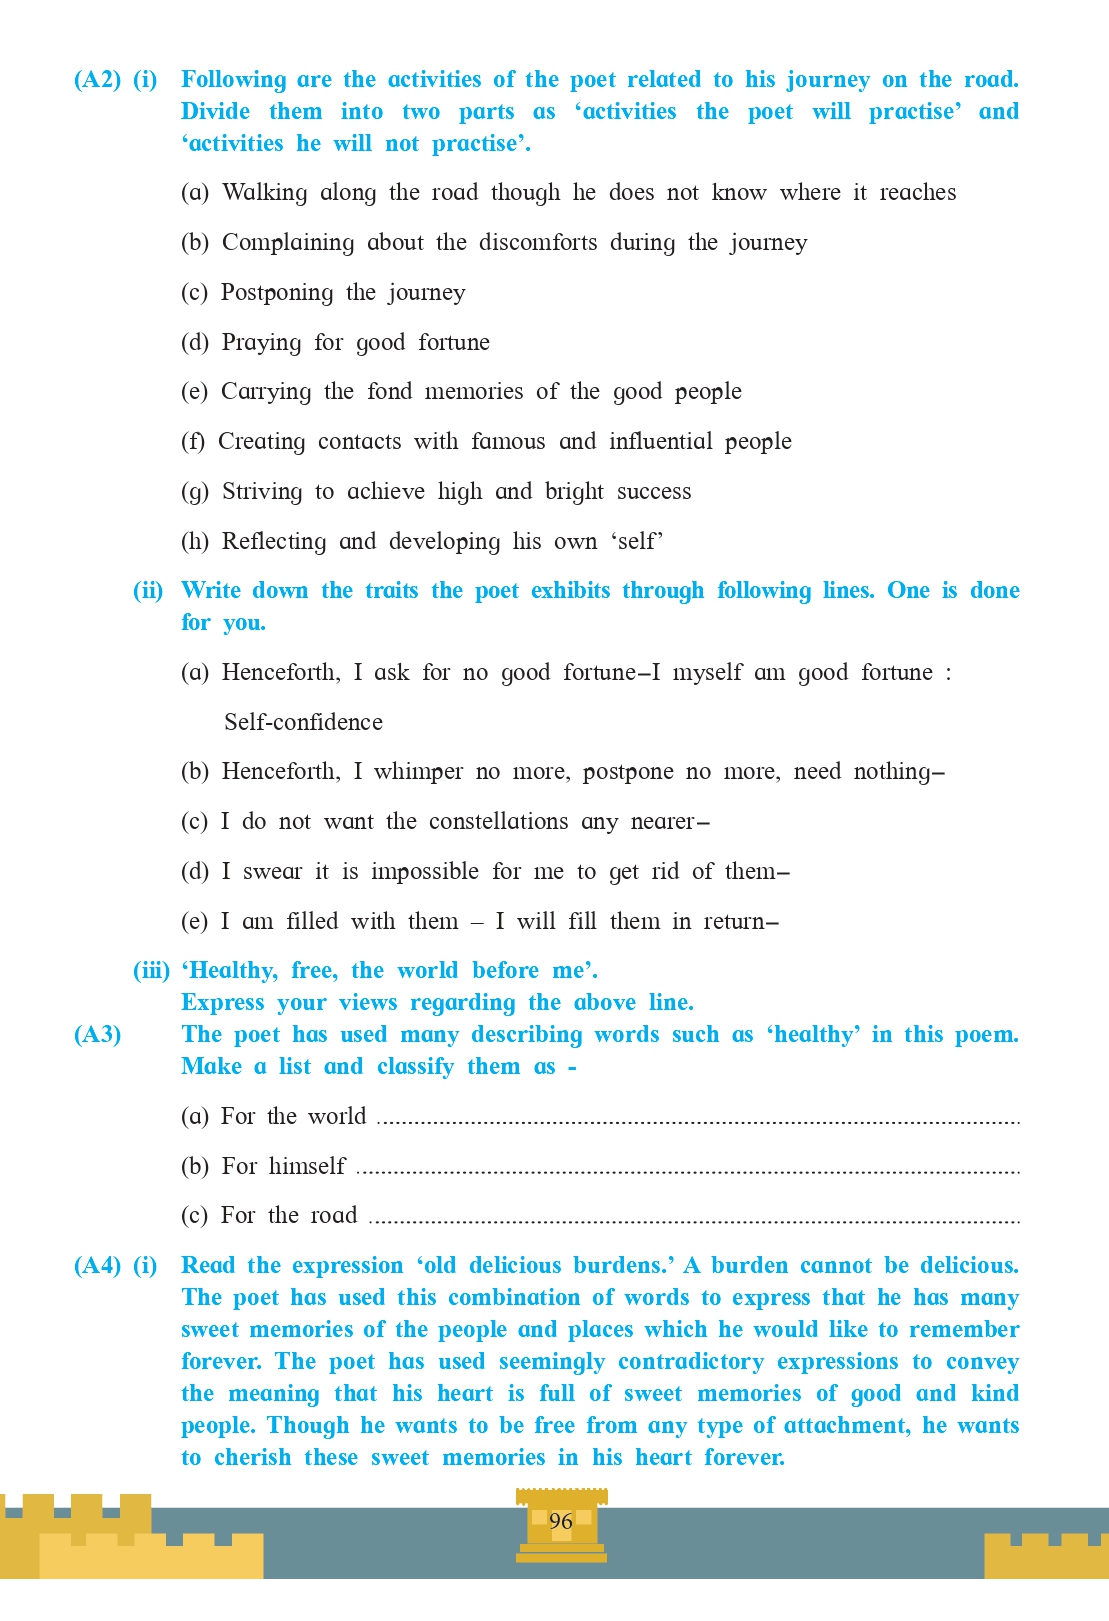 (A2) (i) Following are the activities of the poet related to his journey on the road.
Divide them into two parts as ‘activities the poet will practise’ and
‘activities he will not practise’.
(a) Walking along the road though he does not know where it reaches
(b) Complaining about the discomforts during the journey
(c) Postponing the journey
(d) Praying for good fortune
(e) Carrying the fond memories of the good people
(f) Creating contacts with famous and influential people
(g) Striving to achieve high and bright success
(h) Reflecting and developing his own ‘self’
(ii) Write down the traits the poet exhibits through following lines. One is done
for you.
(a) Henceforth, I ask for no good fortune–I myself am good fortune :
Self-confidence
(b) Henceforth, I whimper no more, postpone no more, need nothing–
(c) I do not want the constellations any nearer–
(d) I swear it is impossible for me to get rid of them–
(e) I am filled with them – I will fill them in return–
(iii) ‘Healthy, free, the world before me’.
Express your views regarding the above line.
(A3) The poet has used many describing words such as ‘healthy’ in this poem.
Make a list and classify them as -
(a) For the world ........................................................................................................
(b) For himself ...........................................................................................................
(c) For the road .........................................................................................................
(A4) (i) Read the expression ‘old delicious burdens.’ A burden cannot be delicious.
The poet has used this combination of words to express that he has many
sweet memories of the people and places which he would like to remember
forever. The poet has used seemingly contradictory expressions to convey
the meaning that his heart is full of sweet memories of good and kind
people. Though he wants to be free from any type of attachment, he wants
to cherish these sweet memories in his heart forever.
96